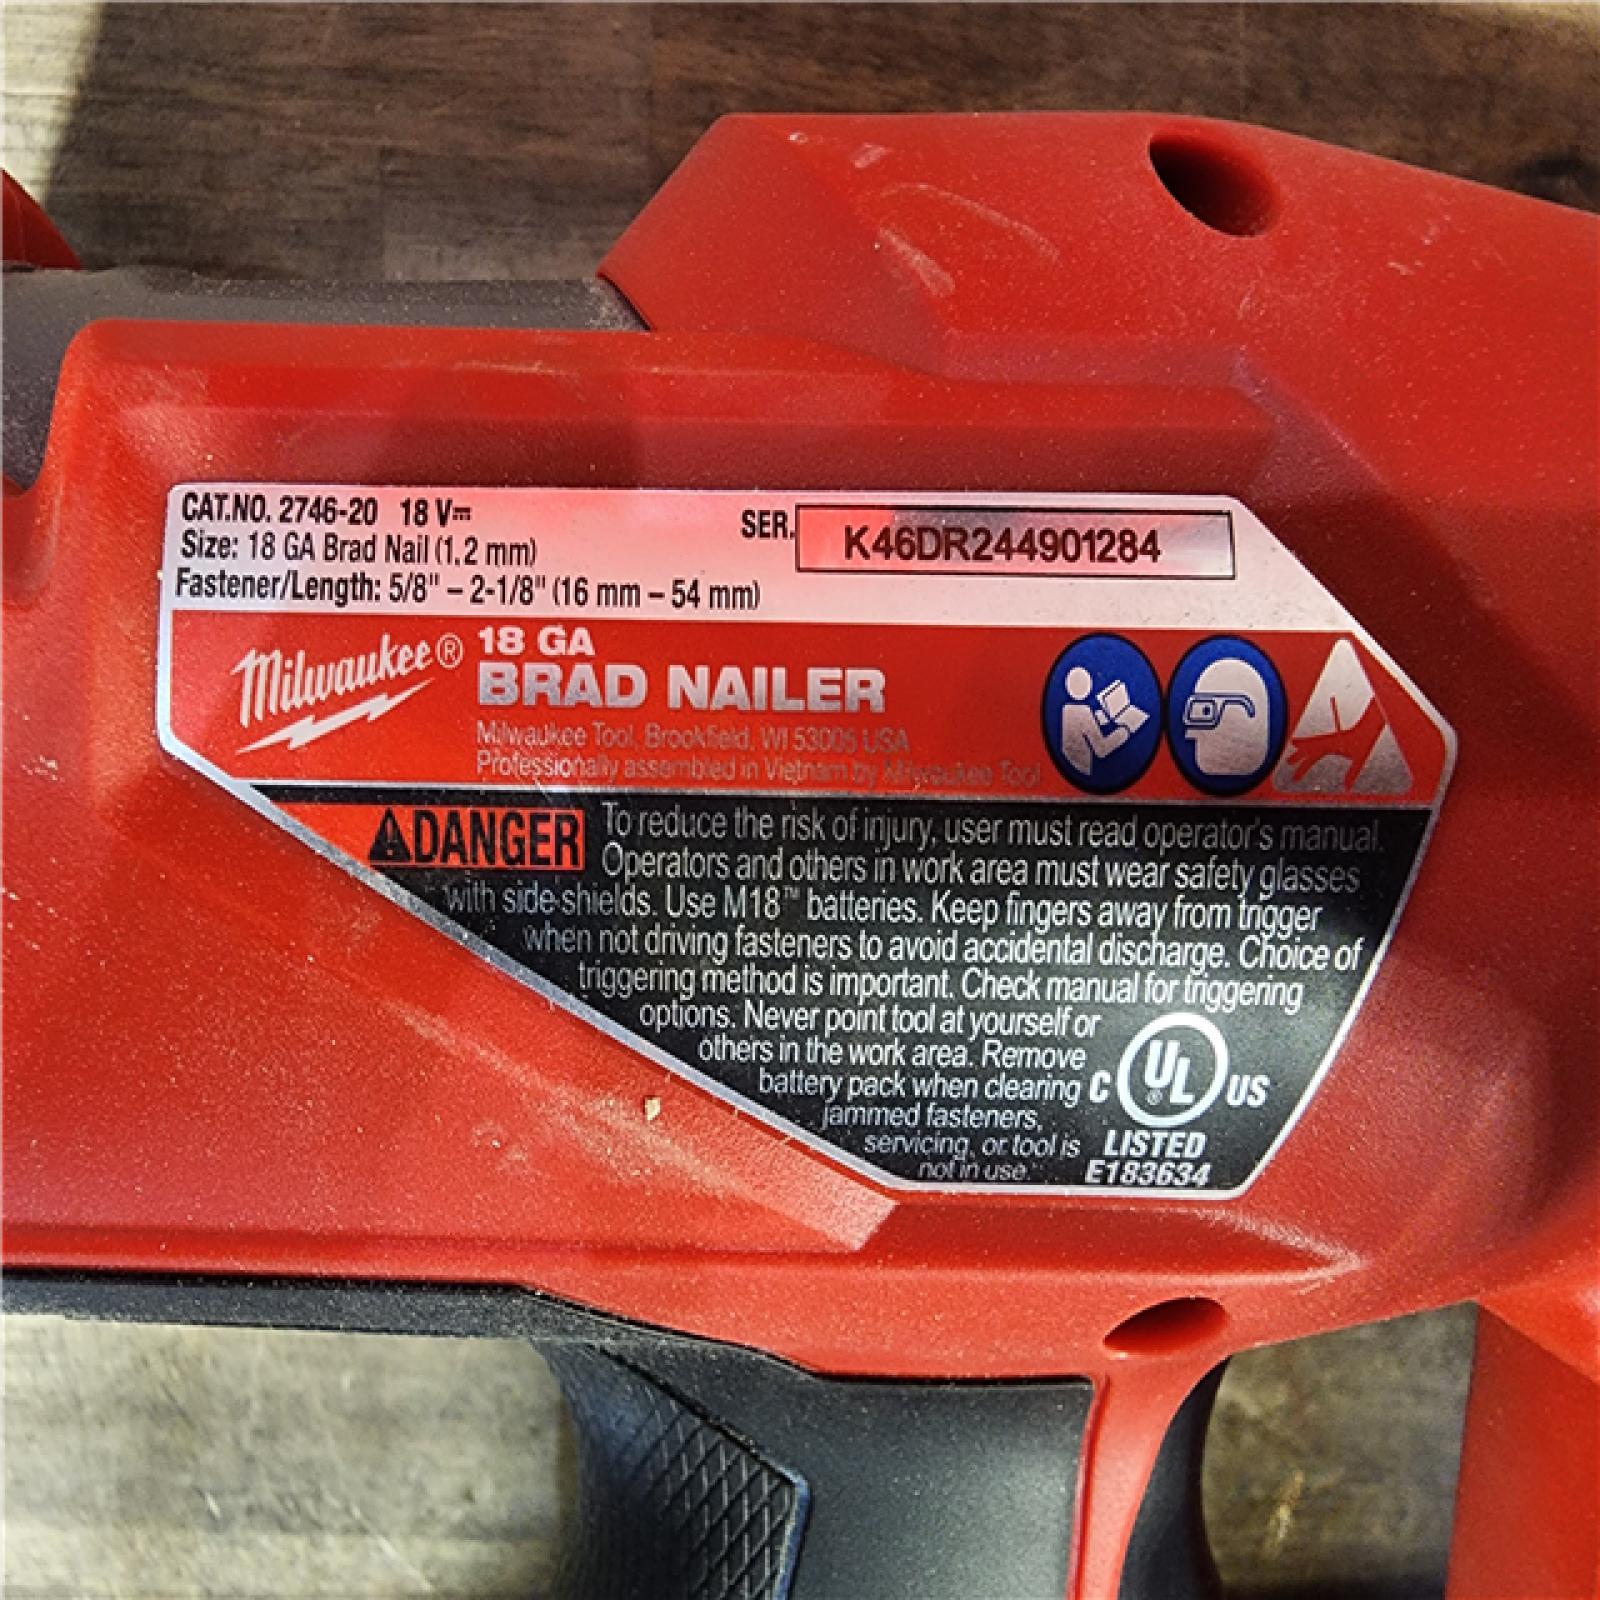 CAT.NO. 2746-20 18 V⎓
Size: 18 GA Brad Nail (1.2 mm)
Fastener/Length: 5/8" – 2-1/8" (16 mm – 54 mm)
SER. K46DR244901284
Milwaukee®
18 GA
BRAD NAILER
Milwaukee Tool, Brookfield, WI 53005 USA
Professionally assembled in Vietnam by Milwaukee Tool
⚠DANGER To reduce the risk of injury, user must read operator's manual.
Operators and others in work area must wear safety glasses
with side shields. Use M18™ batteries. Keep fingers away from trigger
when not driving fasteners to avoid accidental discharge. Choice of
triggering method is important. Check manual for triggering
options. Never point tool at yourself or
others in the work area. Remove
battery pack when clearing
jammed fasteners,
servicing, or tool is
not in use.
C UL® US
LISTED
E183634